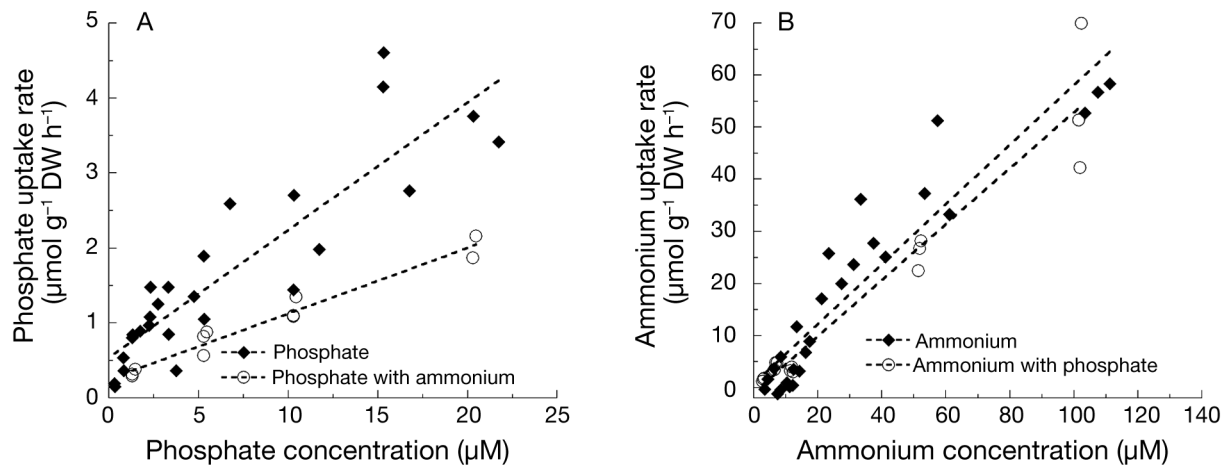 A
Phosphate uptake rate
(µmol g⁻¹ DW h⁻¹)
5
4
3
2
1
0
0 5 10 15 20 25
Phosphate concentration (µM)
Phosphate
Phosphate with ammonium
B
Ammonium uptake rate
(µmol g⁻¹ DW h⁻¹)
70
60
50
40
30
20
10
0
0 20 40 60 80 100 120 140
Ammonium concentration (µM)
Ammonium
Ammonium with phosphate